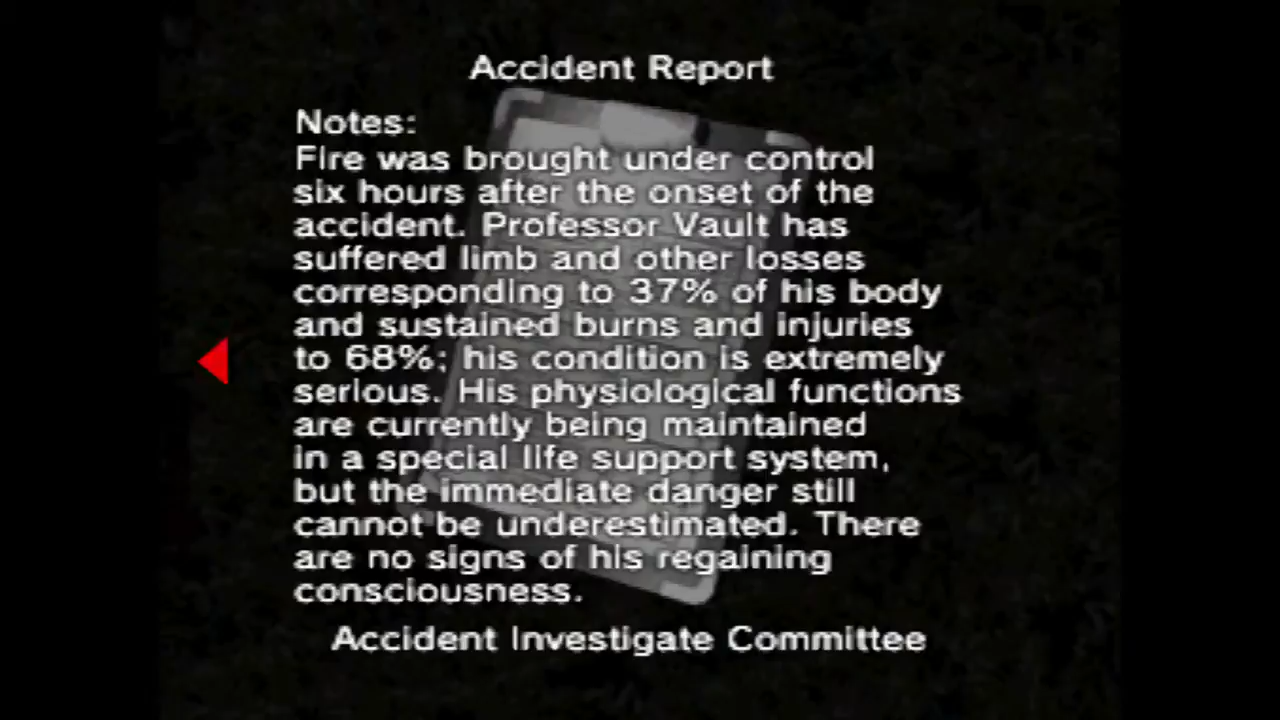 Accident Report
Notes:
Fire was brought under control
six hours after the onset of the
accident. Professor Vault has
suffered limb and other losses
corresponding to 37% of his body
and sustained burns and injuries
to 68%; his condition is extremely
serious. His physiological functions
are currently being maintained
in a special life support system,
but the immediate danger still
cannot be underestimated. There
are no signs of his regaining
consciousness.
Accident Investigate Committee